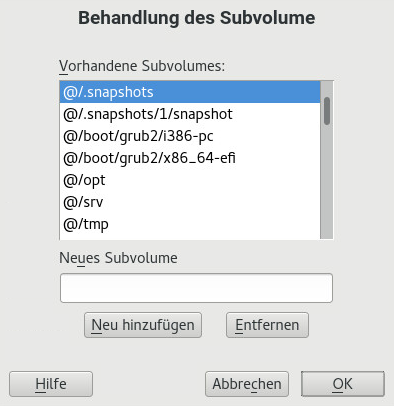 Behandlung des Subvolume
Vorhandene Subvolumes:
@/.snapshots
@/.snapshots/1/snapshot
@/boot/grub2/i386-pc
@/boot/grub2/x86_64-efi
@/opt
@/srv
@/tmp
Neues Subvolume
Neu hinzufügen Entfernen
Hilfe Abbrechen OK